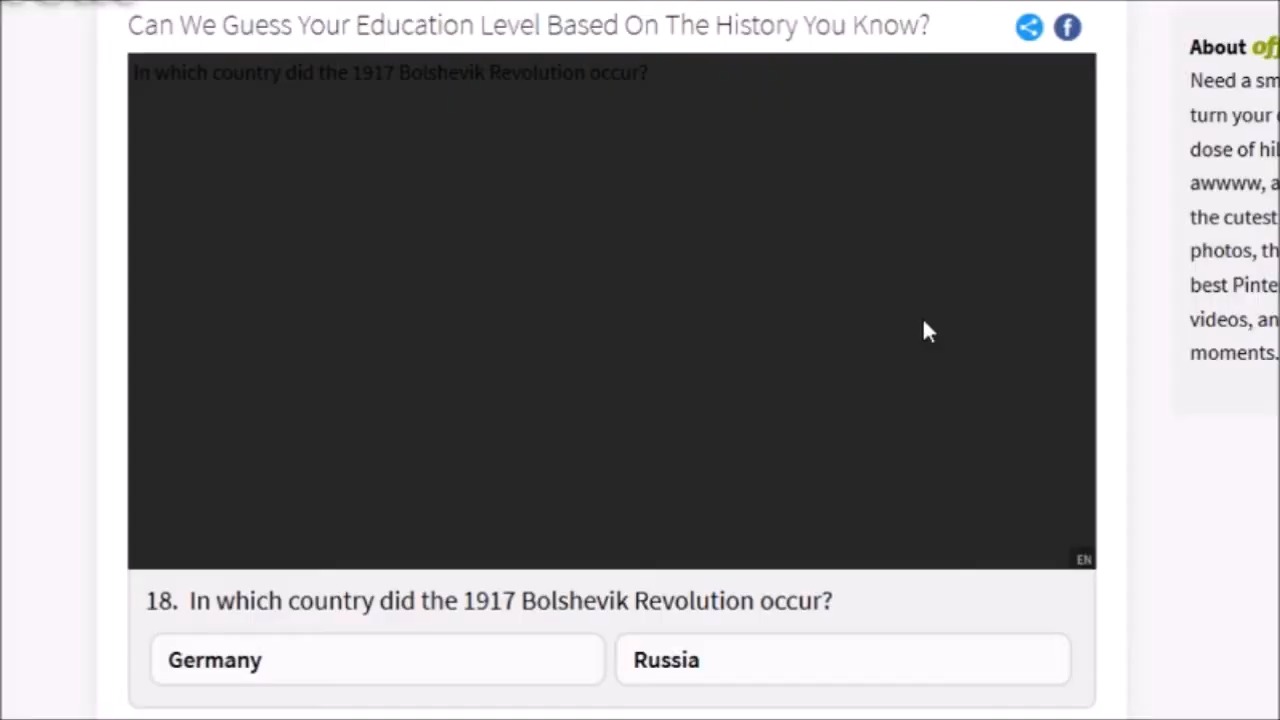 Can We Guess Your Education Level Based On The History You Know?
In which country did the 1917 Bolshevik Revolution occur?
EN
18. In which country did the 1917 Bolshevik Revolution occur?
Germany
Russia
About off
Need a sm
turn your
dose of hil
awwww, a
the cutest
photos, th
best Pinte
videos, an
moments.